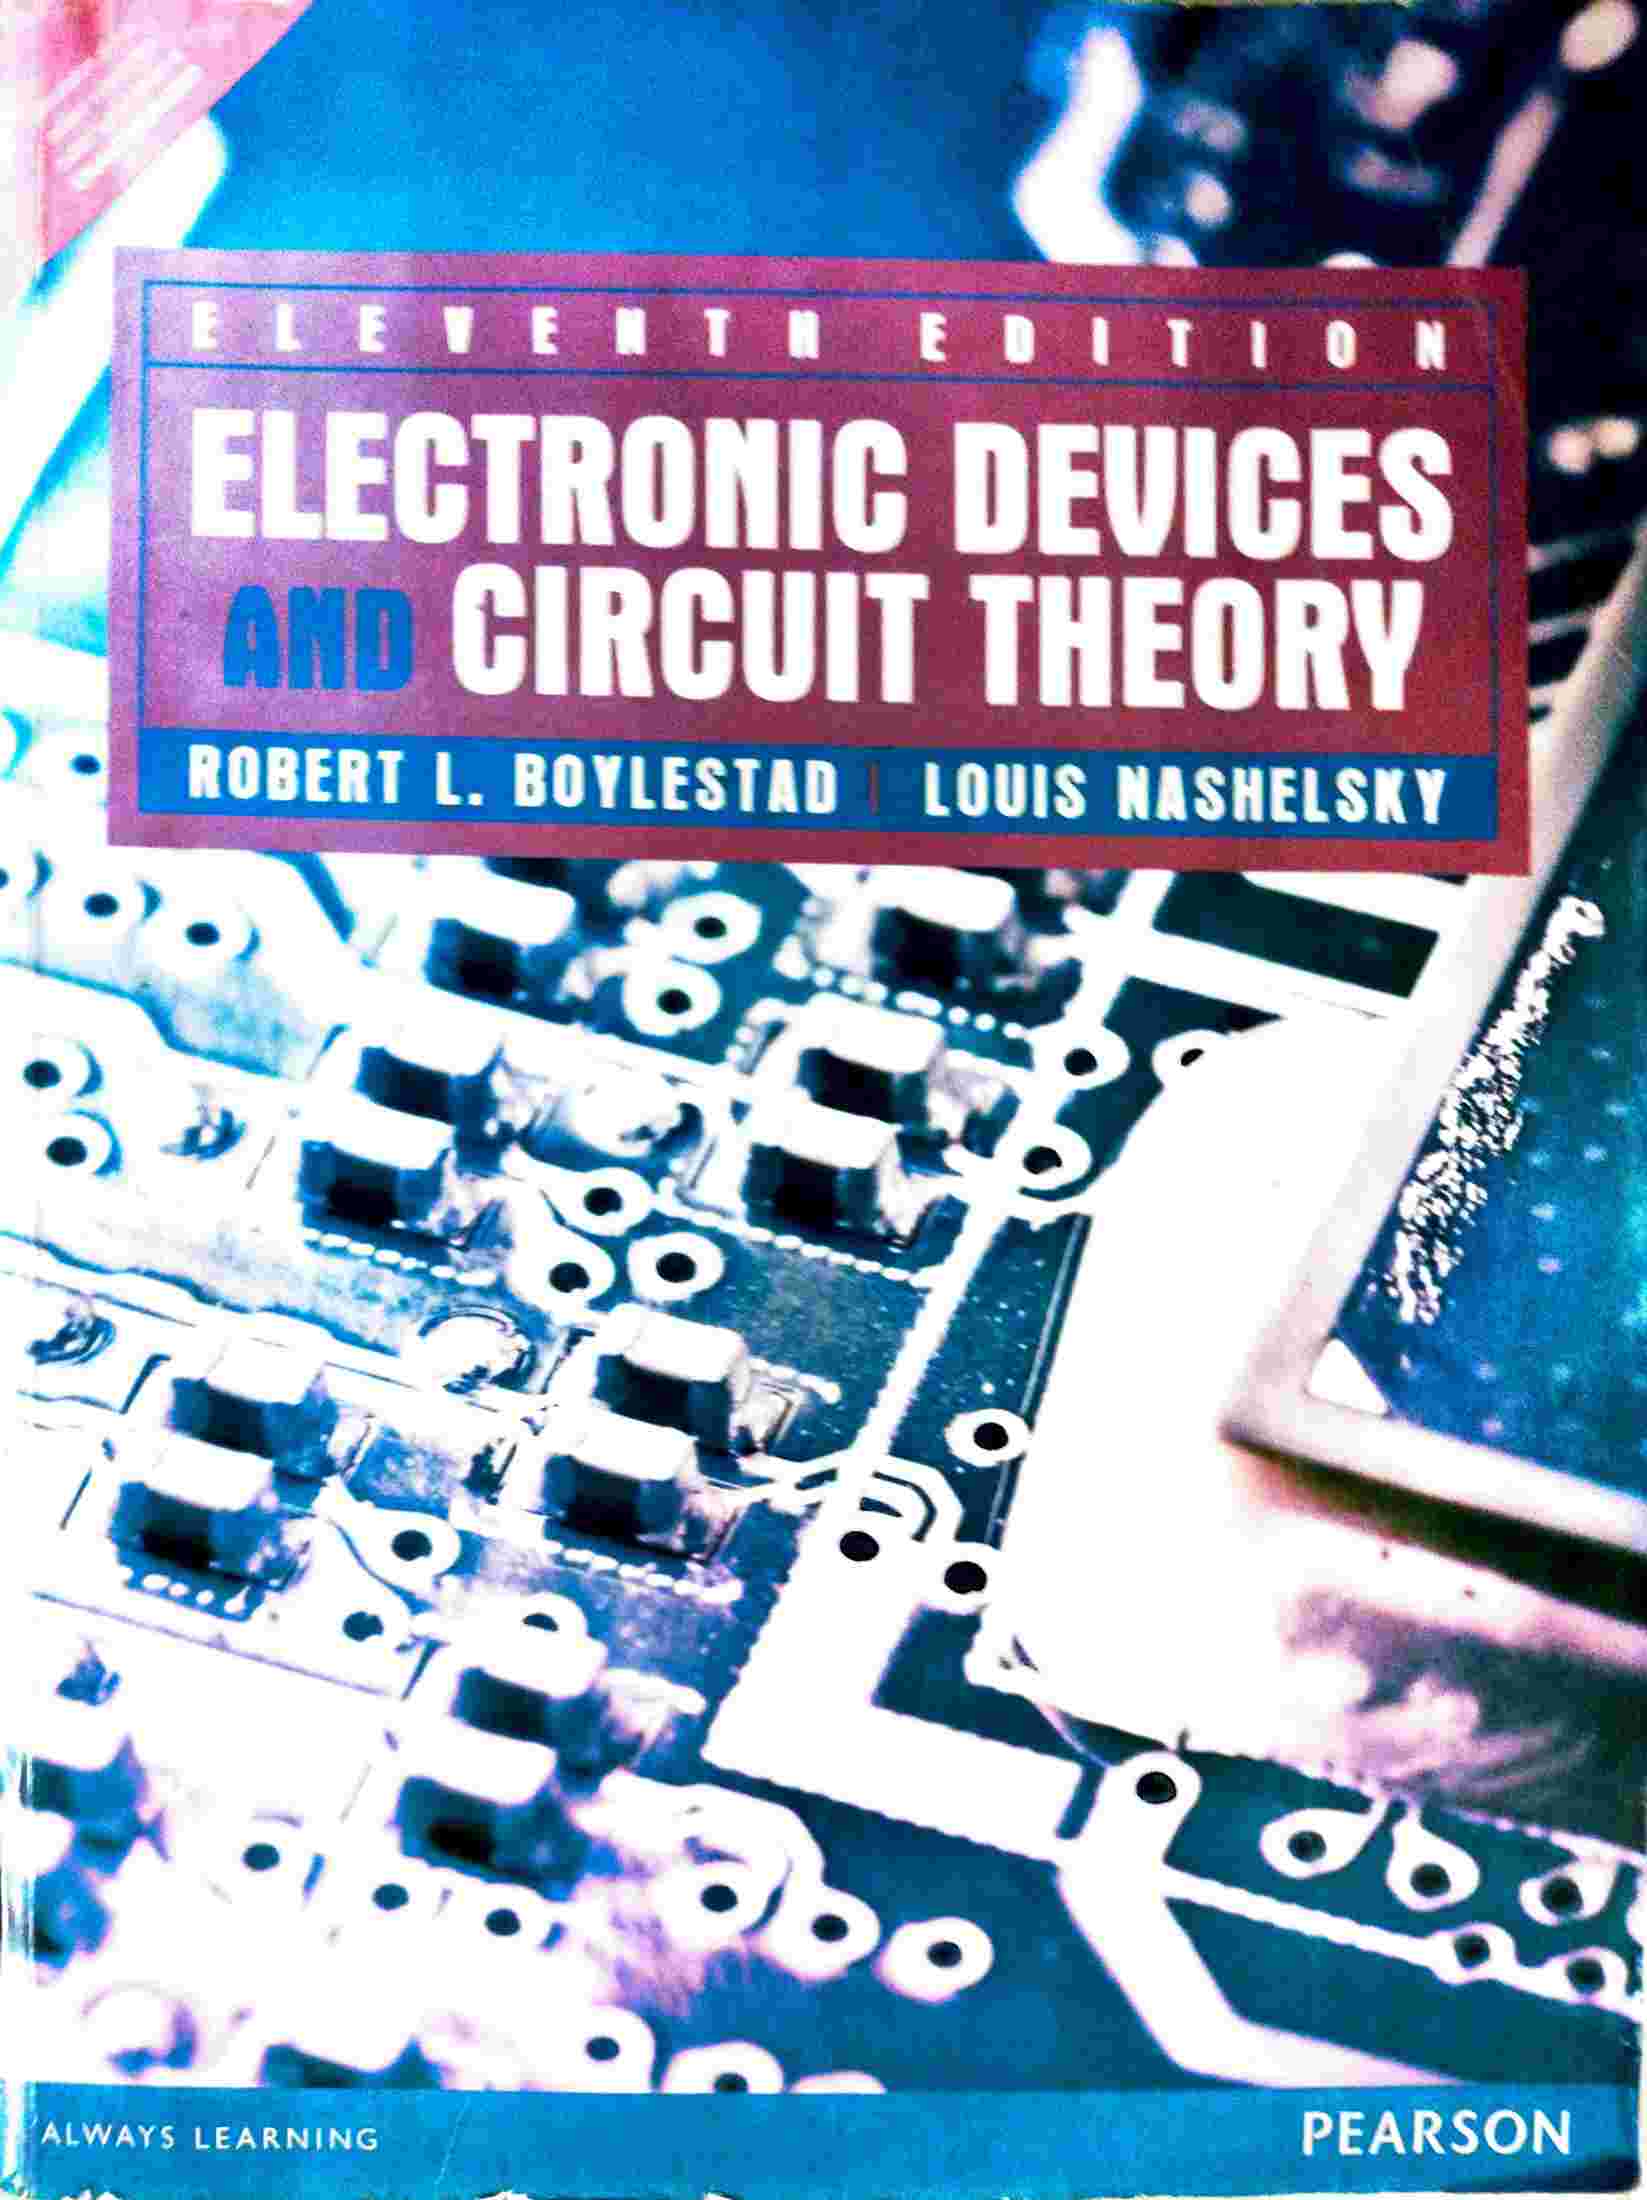 ELEVENTH EDITION
ELECTRONIC DEVICES
AND CIRCUIT THEORY
ROBERT L. BOYLESTAD | LOUIS NASHELSKY
ALWAYS LEARNING
PEARSON